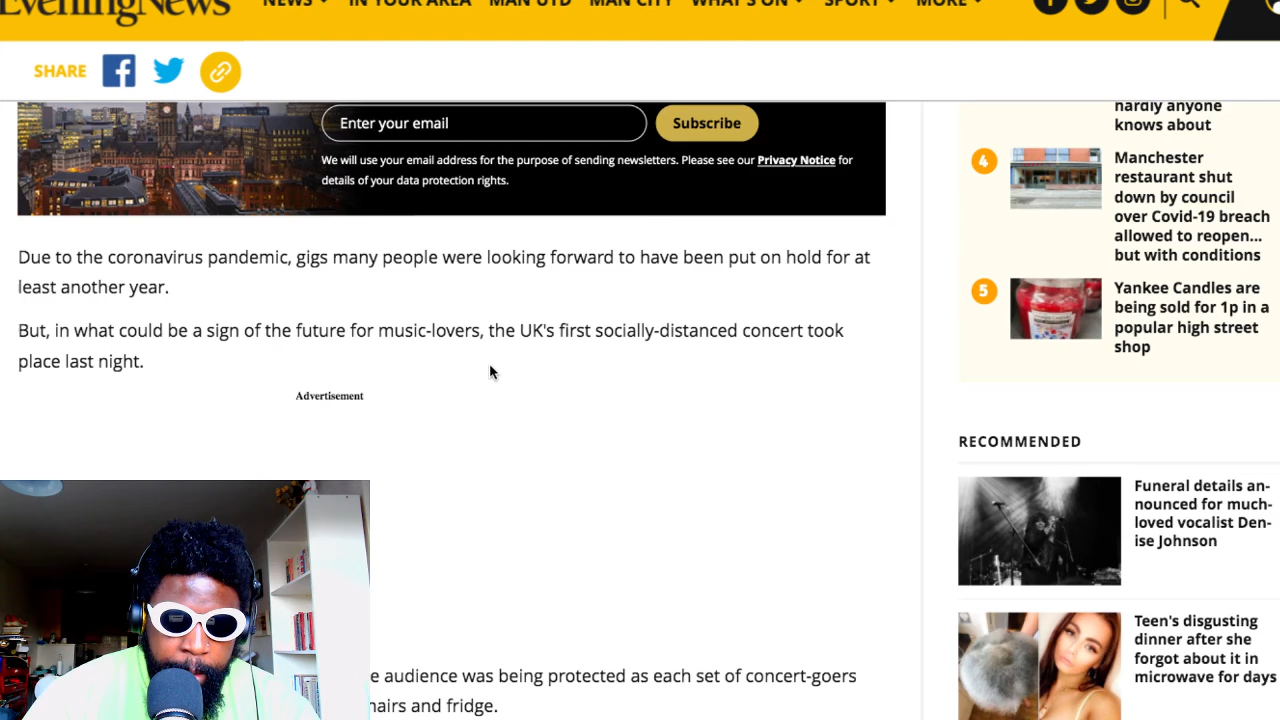 EveningNews
NEWS IN YOUR AREA MAN UTD MAN CITY WHAT'S ON SPORT MORE
SHARE
Enter your email
Subscribe
We will use your email address for the purpose of sending newsletters. Please see our Privacy Notice for
details of your data protection rights.
Due to the coronavirus pandemic, gigs many people were looking forward to have been put on hold for at
least another year.
But, in what could be a sign of the future for music-lovers, the UK's first socially-distanced concert took
place last night.
Advertisement
audience was being protected as each set of concert-goers
and fridge.
hardly anyone
knows about
4
Manchester
restaurant shut
down by council
over Covid-19 breach
allowed to reopen...
but with conditions
5
Yankee Candles are
being sold for 1p in a
popular high street
shop
RECOMMENDED
Funeral details an-
nounced for much-
loved vocalist Den-
ise Johnson
Teen's disgusting
dinner after she
forgot about it in
microwave for days